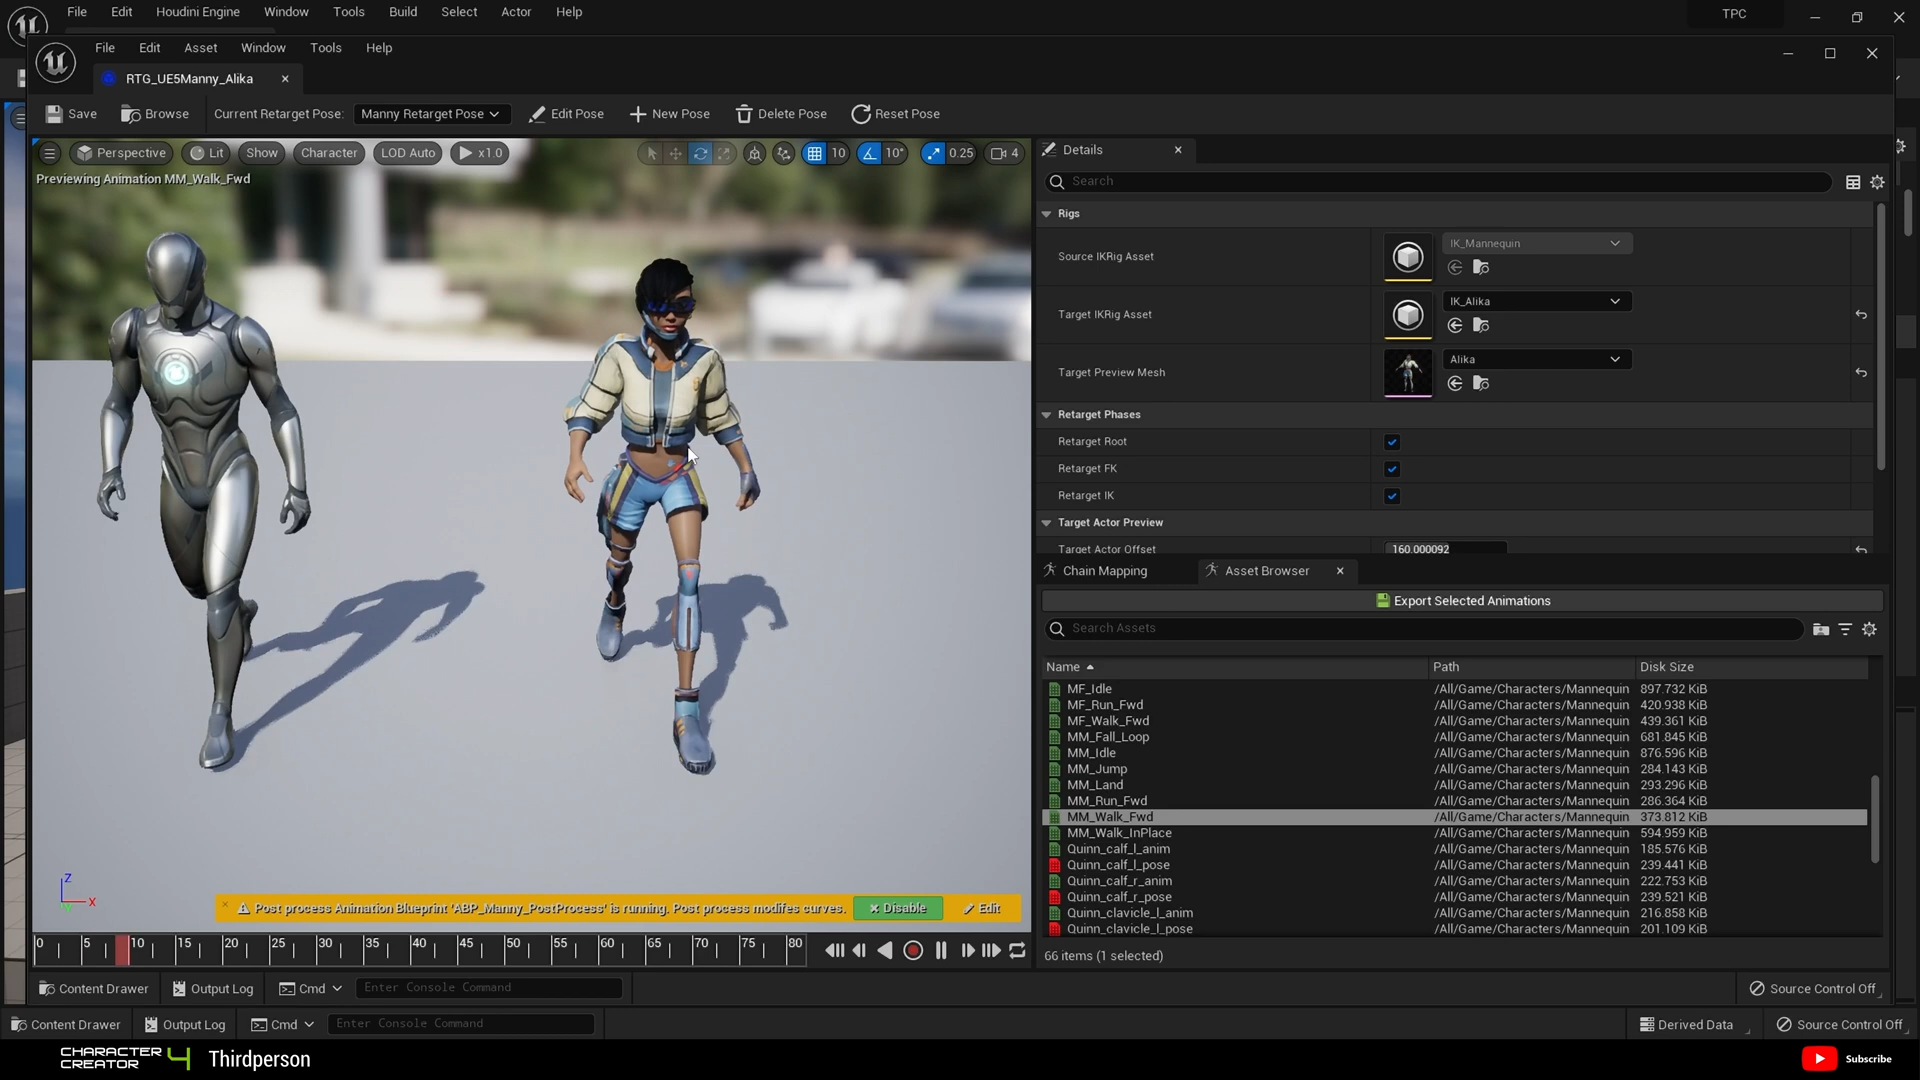 File Edit Houdini Engine Window Tools Build Select Actor Help TPC
File Edit Asset Window Tools Help
RTG_UE5Manny_Alika
Save Browse Current Retarget Pose: Manny Retarget Pose Edit Pose New Pose Delete Pose Reset Pose
Perspective Lit Show Character LOD Auto x1.0 10 10° 0.25 4
Previewing Animation MM_Walk_Fwd
Details
Search
Rigs
Source IKRig Asset IK_Mannequin
Target IKRig Asset IK_Alika
Target Preview Mesh Alika
Retarget Phases
Retarget Root
Retarget FK
Retarget IK
Target Actor Preview
Target Actor Offset 160.000092
Chain Mapping Asset Browser
Export Selected Animations
Search Assets
Name Path Disk Size
MF_Idle /All/Game/Characters/Mannequin 897.732 KiB
MF_Run_Fwd /All/Game/Characters/Mannequin 420.938 KiB
MF_Walk_Fwd /All/Game/Characters/Mannequin 439.361 KiB
MM_Fall_Loop /All/Game/Characters/Mannequin 681.845 KiB
MM_Idle /All/Game/Characters/Mannequin 876.596 KiB
MM_Jump /All/Game/Characters/Mannequin 284.143 KiB
MM_Land /All/Game/Characters/Mannequin 293.296 KiB
MM_Run_Fwd /All/Game/Characters/Mannequin 286.364 KiB
MM_Walk_Fwd /All/Game/Characters/Mannequin 373.812 KiB
MM_Walk_InPlace /All/Game/Characters/Mannequin 594.959 KiB
Quinn_calf_l_anim /All/Game/Characters/Mannequin 185.576 KiB
Quinn_calf_l_pose /All/Game/Characters/Mannequin 239.441 KiB
Quinn_calf_r_anim /All/Game/Characters/Mannequin 222.753 KiB
Quinn_calf_r_pose /All/Game/Characters/Mannequin 239.521 KiB
Quinn_clavicle_l_anim /All/Game/Characters/Mannequin 216.858 KiB
Quinn_clavicle_l_pose /All/Game/Characters/Mannequin 201.109 KiB
66 items (1 selected)
Z
X
Post process Animation Blueprint 'ABP_Manny_PostProcess' is running. Post process modifes curves. Disable Edit
0 5 10 15 20 25 30 35 40 45 50 55 60 65 70 75 80
Content Drawer Output Log Cmd Enter Console Command Source Control Off
Content Drawer Output Log Cmd Enter Console Command Derived Data Source Control Off
CHARACTER CREATOR 4 Thirdperson Subscribe